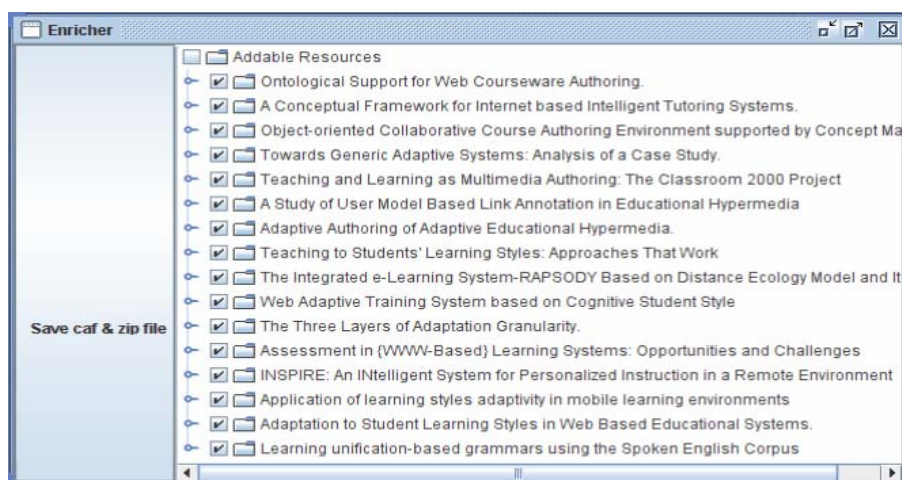 Enricher
Addable Resources
Ontological Support for Web Courseware Authoring.
A Conceptual Framework for Internet based Intelligent Tutoring Systems.
Object-oriented Collaborative Course Authoring Environment supported by Concept Ma
Towards Generic Adaptive Systems: Analysis of a Case Study.
Teaching and Learning as Multimedia Authoring: The Classroom 2000 Project
A Study of User Model Based Link Annotation in Educational Hypermedia
Adaptive Authoring of Adaptive Educational Hypermedia.
Teaching to Students' Learning Styles: Approaches That Work
The Integrated e-Learning System-RAPSODY Based on Distance Ecology Model and It
Web Adaptive Training System based on Cognitive Student Style
Save caf & zip file
The Three Layers of Adaptation Granularity.
Assessment in {WWW-Based} Learning Systems: Opportunities and Challenges
INSPIRE: An INtelligent System for Personalized Instruction in a Remote Environment
Application of learning styles adaptivity in mobile learning environments
Adaptation to Student Learning Styles in Web Based Educational Systems.
Learning unification-based grammars using the Spoken English Corpus